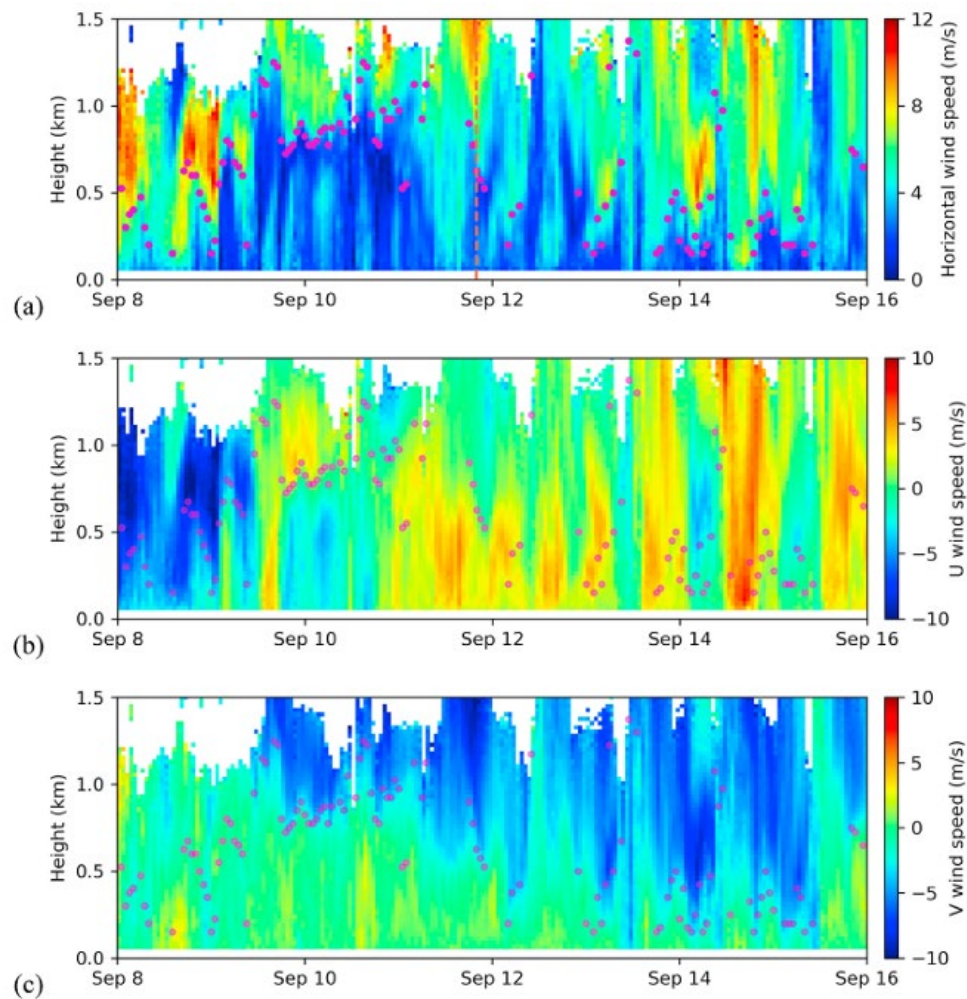 1.5
1.0
0.5
0.0
Height (km)
Sep 8
Sep 10
Sep 12
Sep 14
Sep 16
12
8
4
0
Horizontal wind speed (m/s)
(a)
1.5
1.0
0.5
0.0
Height (km)
Sep 8
Sep 10
Sep 12
Sep 14
Sep 16
10
5
0
−5
−10
U wind speed (m/s)
(b)
1.5
1.0
0.5
0.0
Height (km)
Sep 8
Sep 10
Sep 12
Sep 14
Sep 16
10
5
0
−5
−10
V wind speed (m/s)
(c)